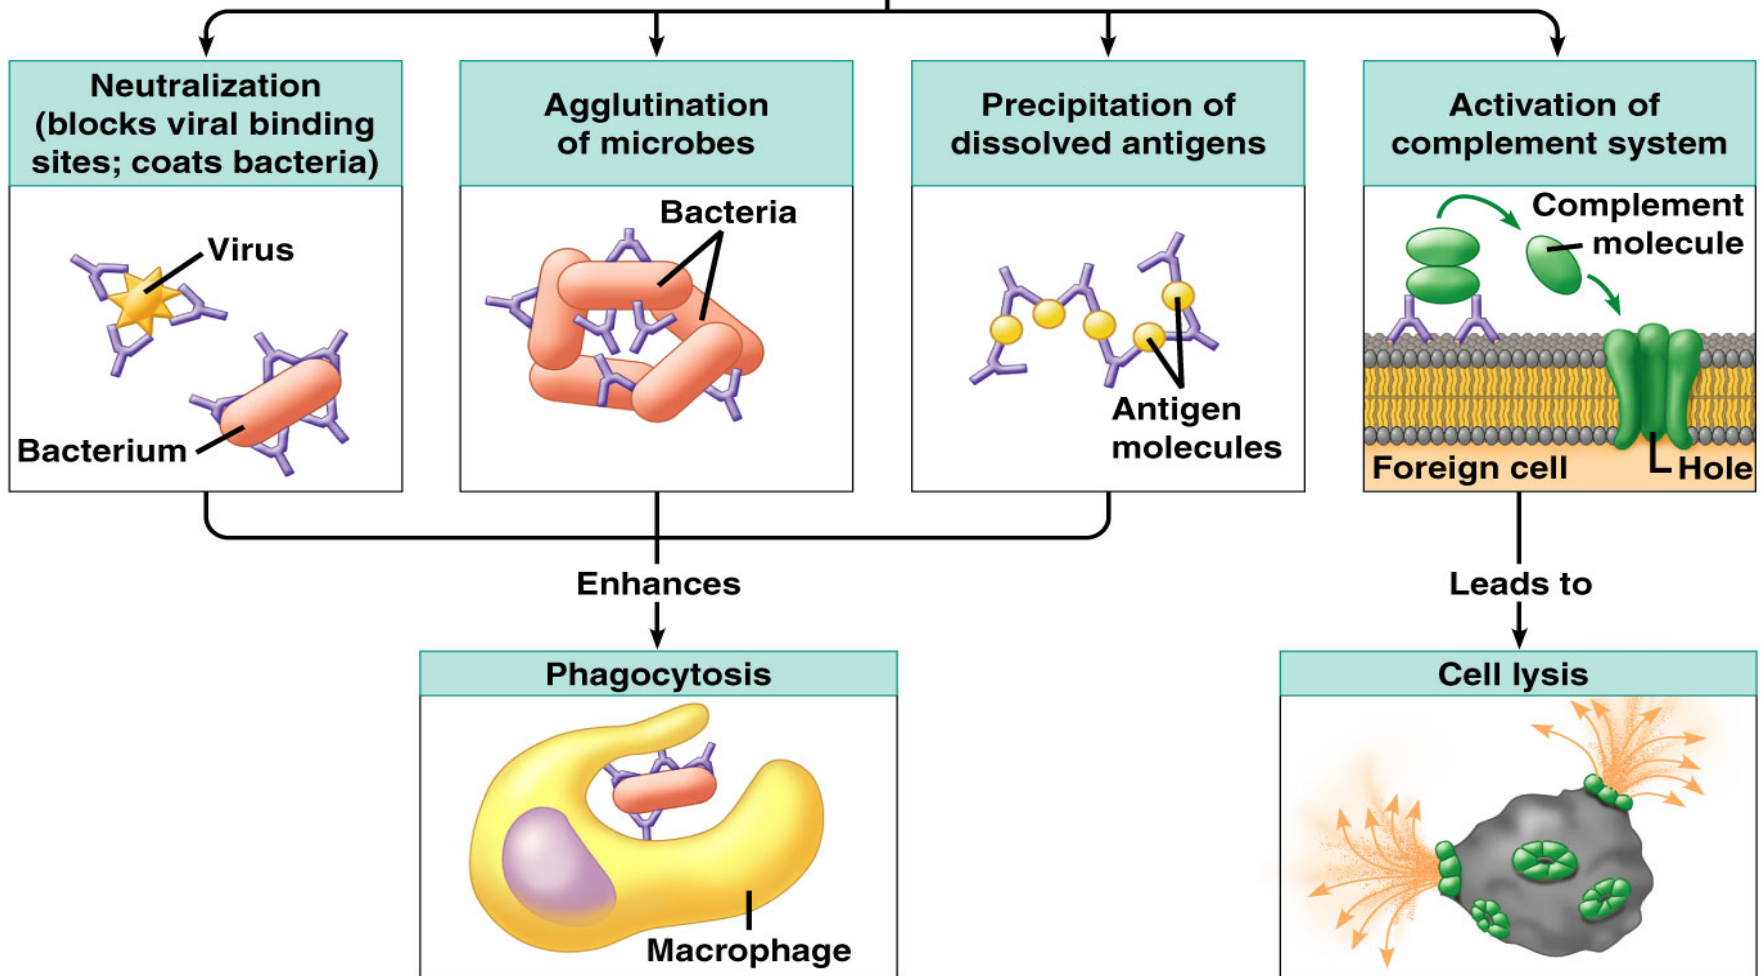 Neutralization
(blocks viral binding
sites; coats bacteria)
Agglutination
of microbes
Precipitation of
dissolved antigens
Activation of
complement system
Virus
Bacterium
Bacteria
Antigen
molecules
Complement
molecule
Foreign cell
Hole
Enhances
Leads to
Phagocytosis
Macrophage
Cell lysis